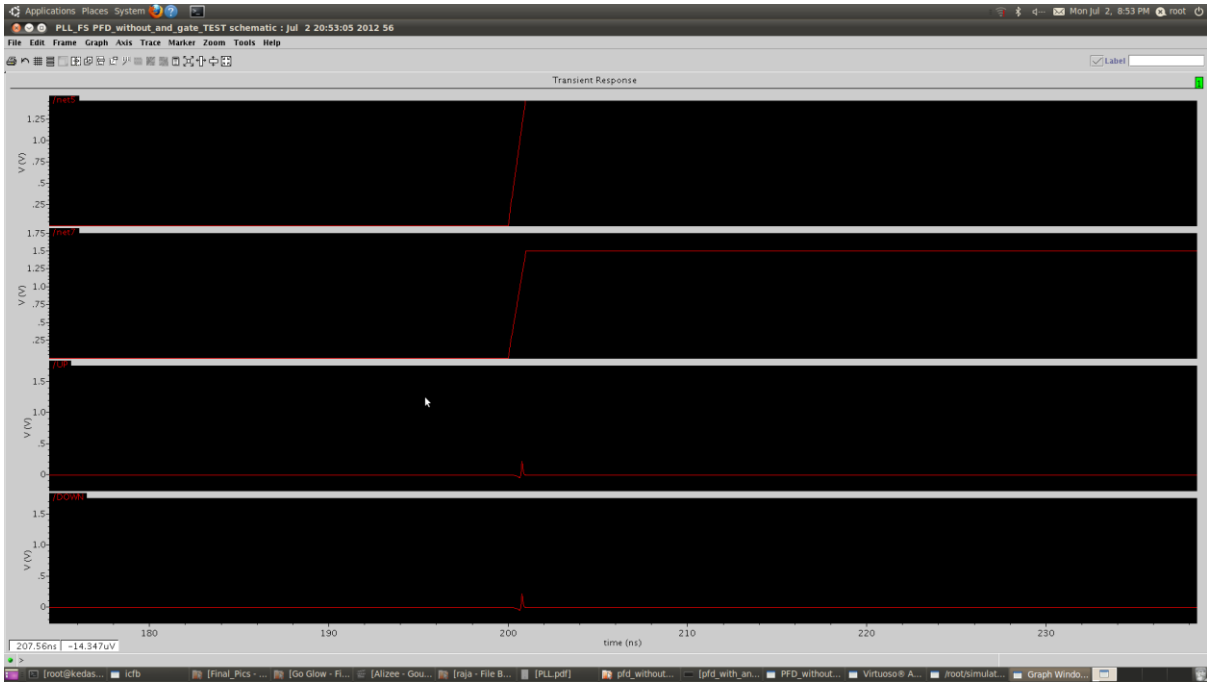 Applications Places System Mon Jul 2, 8:53 PM root
PLL_FS PFD_without_and_gate_TEST schematic : Jul 2 20:53:05 2012 56
File Edit Frame Graph Axis Trace Marker Zoom Tools Help
Label
Transient Response
1
/net5
1.25
1.0
.75
.5
.25
V (V)
/net7
1.75
1.5
1.25
1.0
.75
.5
.25
V (V)
/UP
1.5
1.0
.5
0
V (V)
/DOWN
1.5
1.0
.5
0
V (V)
180 190 200 210 220 230
time (ns)
207.56ns -14.347uV
>
[root@kedas... icfb [Final_Pics - ... [Go Glow - Fi... [Alizee - Gou... [raja - File B... [PLL.pdf] pfd_without... [pfd_with_an... PFD_without... Virtuoso® A... /root/simulat... Graph Windo...